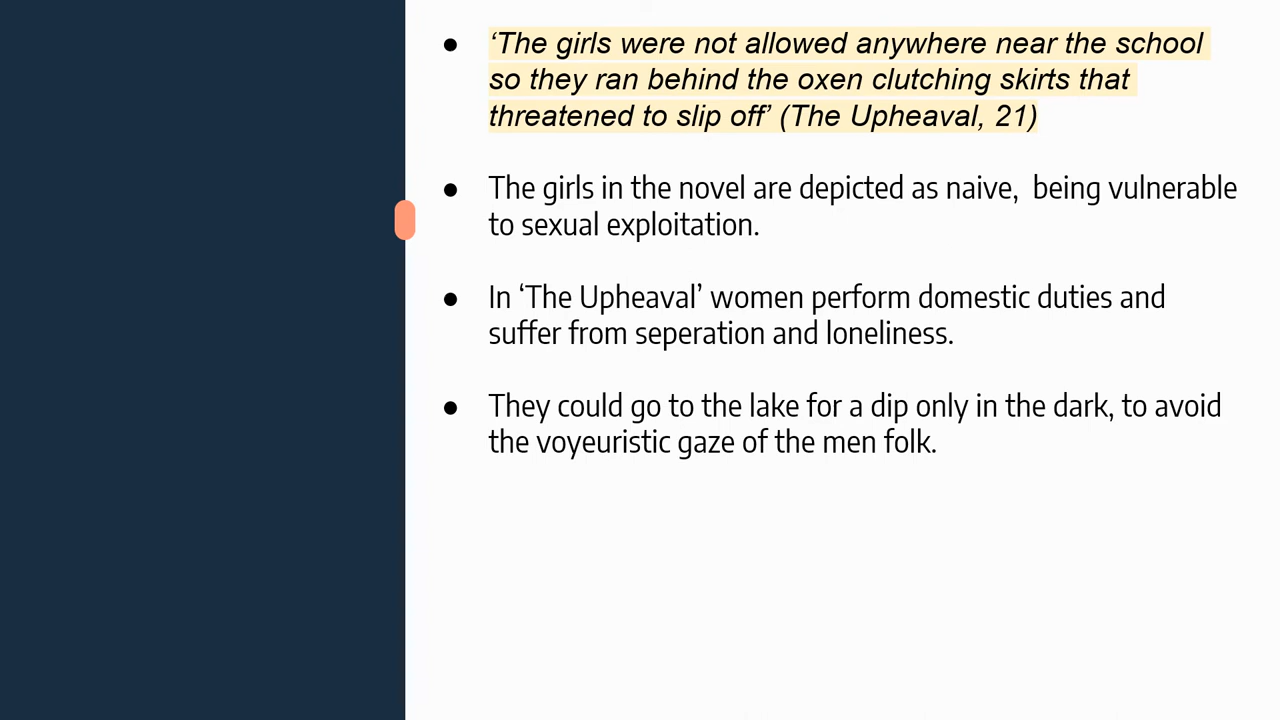 ● ‘The girls were not allowed anywhere near the school
so they ran behind the oxen clutching skirts that
threatened to slip off’ (The Upheaval, 21)
● The girls in the novel are depicted as naive,  being vulnerable
to sexual exploitation.
● In ‘The Upheaval’ women perform domestic duties and
suffer from seperation and loneliness.
● They could go to the lake for a dip only in the dark, to avoid
the voyeuristic gaze of the men folk.